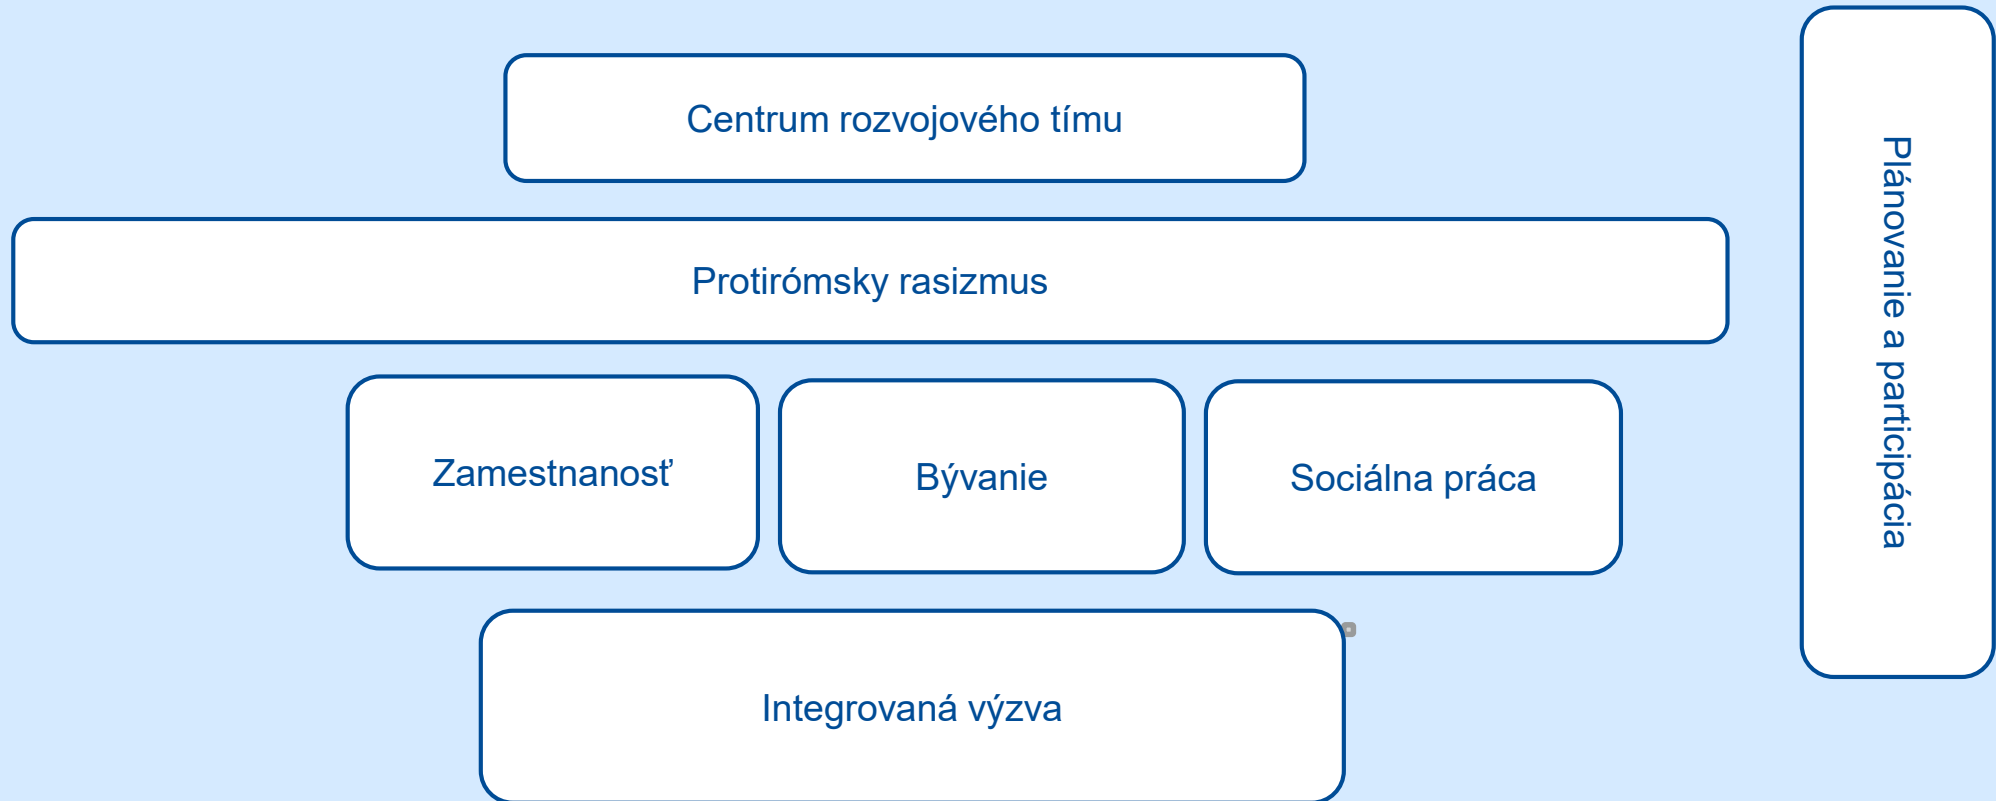 Centrum rozvojového tímu
Protirómsky rasizmus
Zamestnanosť
Bývanie
Sociálna práca
Integrovaná výzva
Plánovanie a participácia